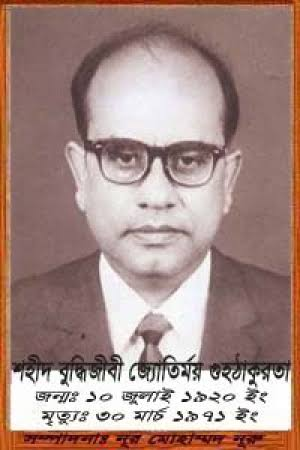 শহীদ বুদ্ধিজীবী জ্যোতির্ময় গুহঠাকুরতা
জন্মঃ ১০ জুলাই ১৯২০ ইং
মৃত্যুঃ ৩০ মার্চ ১৯৭১ ইং
সম্পাদনাঃ নূর মোহাম্মদ নূরু